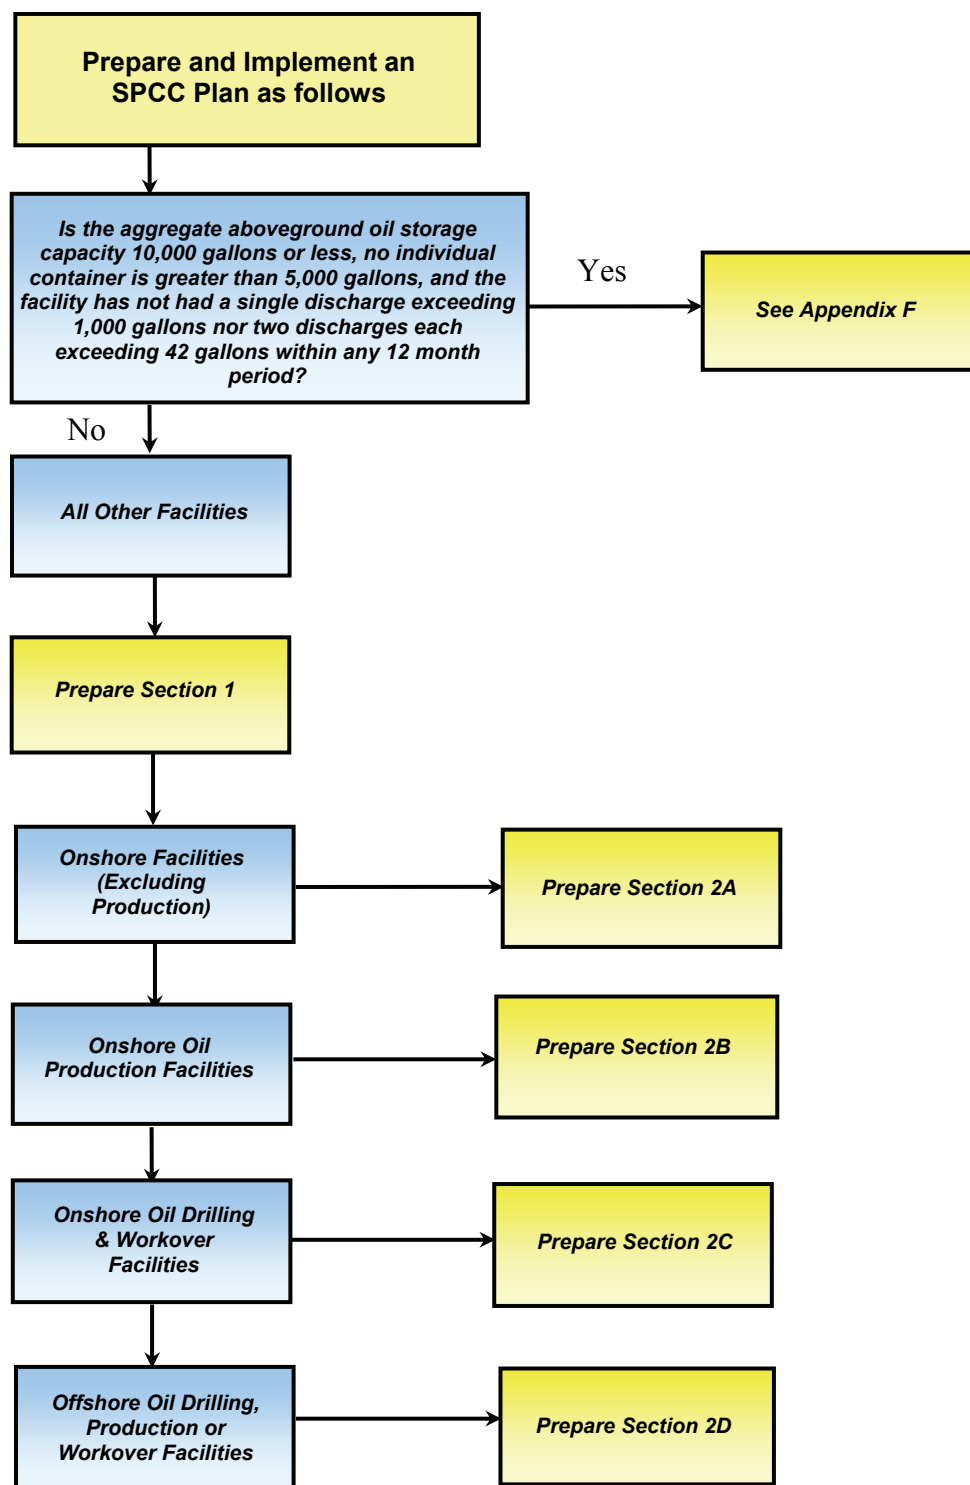 Prepare and Implement an
SPCC Plan as follows
Is the aggregate aboveground oil storage
capacity 10,000 gallons or less, no individual
container is greater than 5,000 gallons, and the
facility has not had a single discharge exceeding
1,000 gallons nor two discharges each
exceeding 42 gallons within any 12 month
period?
Yes
See Appendix F
No
All Other Facilities
Prepare Section 1
Onshore Facilities
(Excluding
Production)
Prepare Section 2A
Onshore Oil
Production Facilities
Prepare Section 2B
Onshore Oil Drilling
& Workover
Facilities
Prepare Section 2C
Offshore Oil Drilling,
Production or
Workover Facilities
Prepare Section 2D